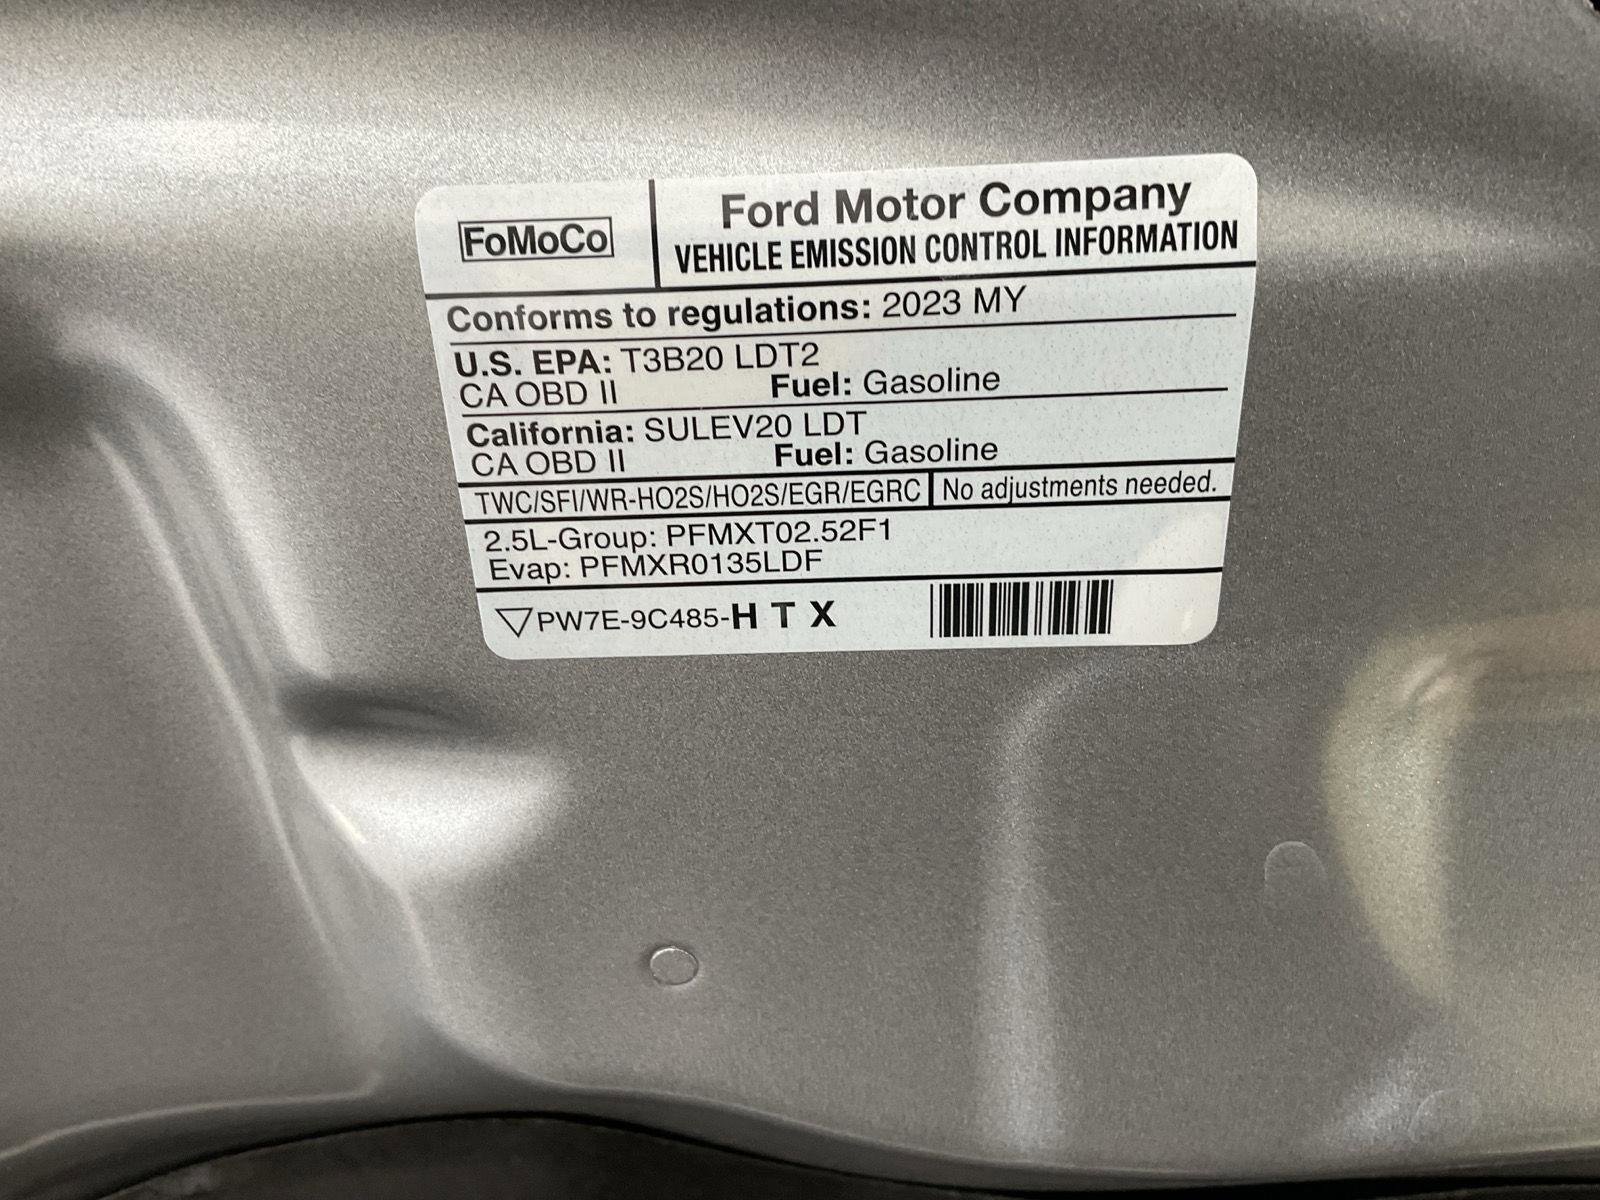 FoMoCo
Ford Motor Company
VEHICLE EMISSION CONTROL INFORMATION
Conforms to regulations: 2023 MY
U.S. EPA: T3B20 LDT2
CA OBD II Fuel: Gasoline
California: SULEV20 LDT
CA OBD II Fuel: Gasoline
TWC/SFI/WR-HO2S/HO2S/EGR/EGRC No adjustments needed.
2.5L-Group: PFMXT02.52F1
Evap: PFMXR0135LDF
PW7E-9C485-H T X